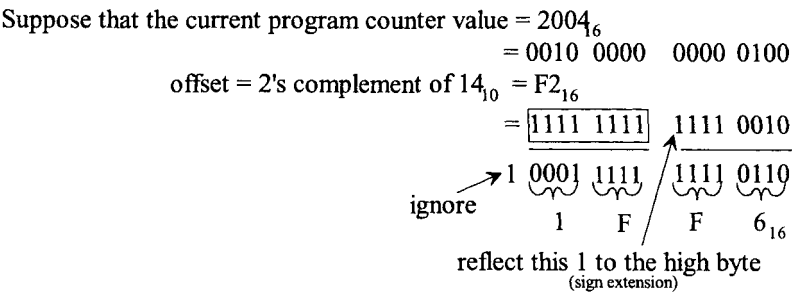 Suppose that the current program counter value = 2004₁₆
= 0010 0000 0000 0100
offset = 2's complement of 14₁₀ = F2₁₆
= 1111 1111 1111 0010
1 0001 1111 1111 0110
ignore
1 F F 6₁₆
reflect this 1 to the high byte
(sign extension)